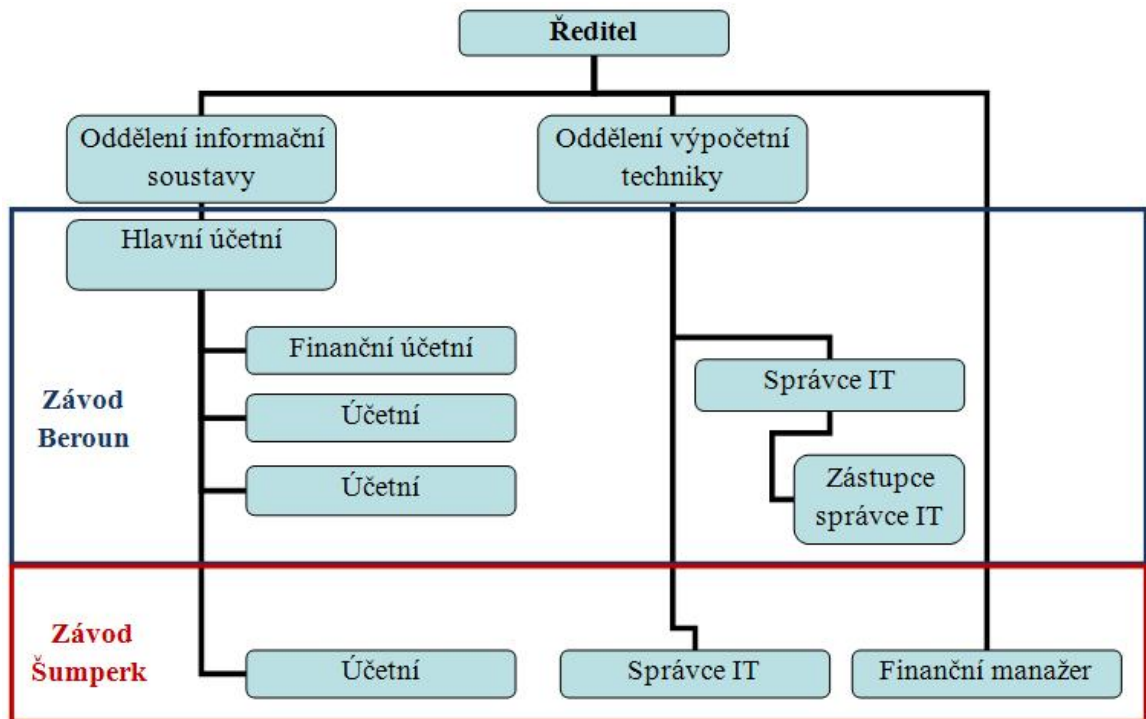 Ředitel
Oddělení informační
soustavy
Oddělení výpočetní
techniky
Hlavní účetní
Finanční účetní
Účetní
Účetní
Závod
Beroun
Správce IT
Zástupce
správce IT
Závod
Šumperk
Účetní
Správce IT
Finanční manažer